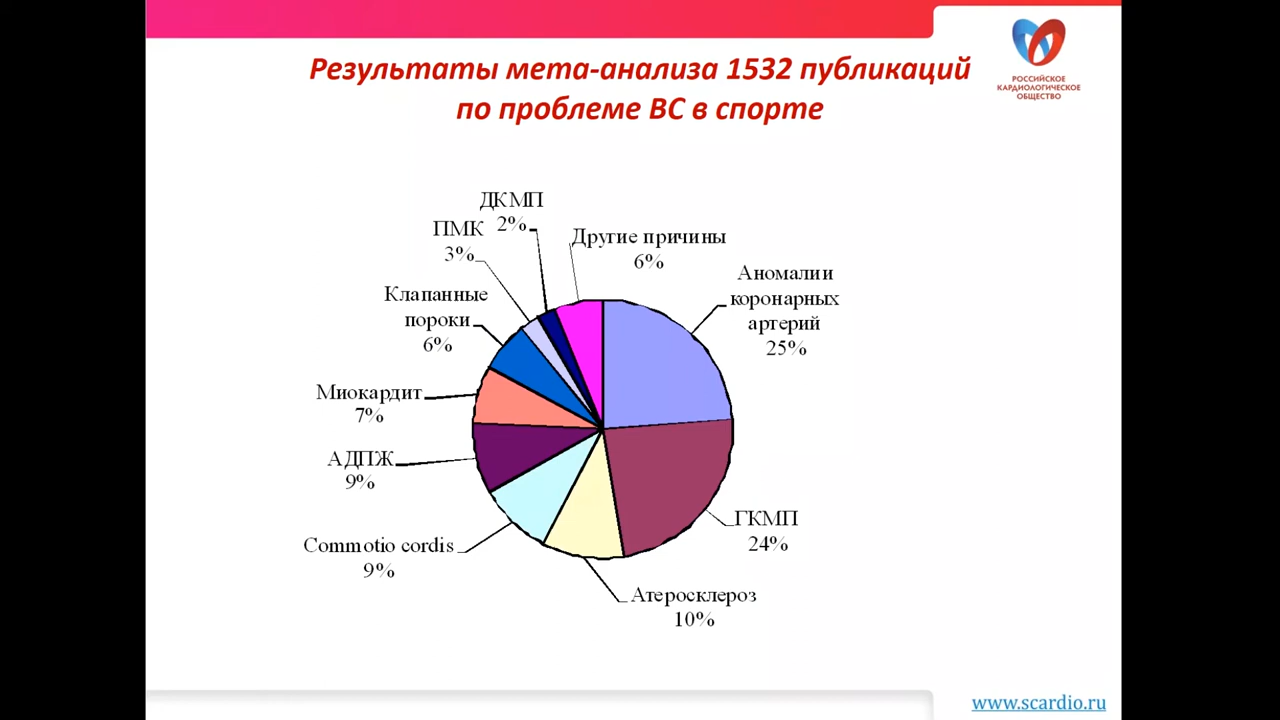 Результаты мета-анализа 1532 публикаций
по проблеме ВС в спорте
РОССИЙСКОЕ
КАРДИОЛОГИЧЕСКОЕ
ОБЩЕСТВО
ДКМП
2%
ПМК
3%
Другие причины
6%
Аномалии
коронарных
артерий
25%
Клапанные
пороки
6%
Миокардит
7%
АДПЖ
9%
ГКМП
24%
Commotio cordis
9%
Атеросклероз
10%
www.scardio.ru